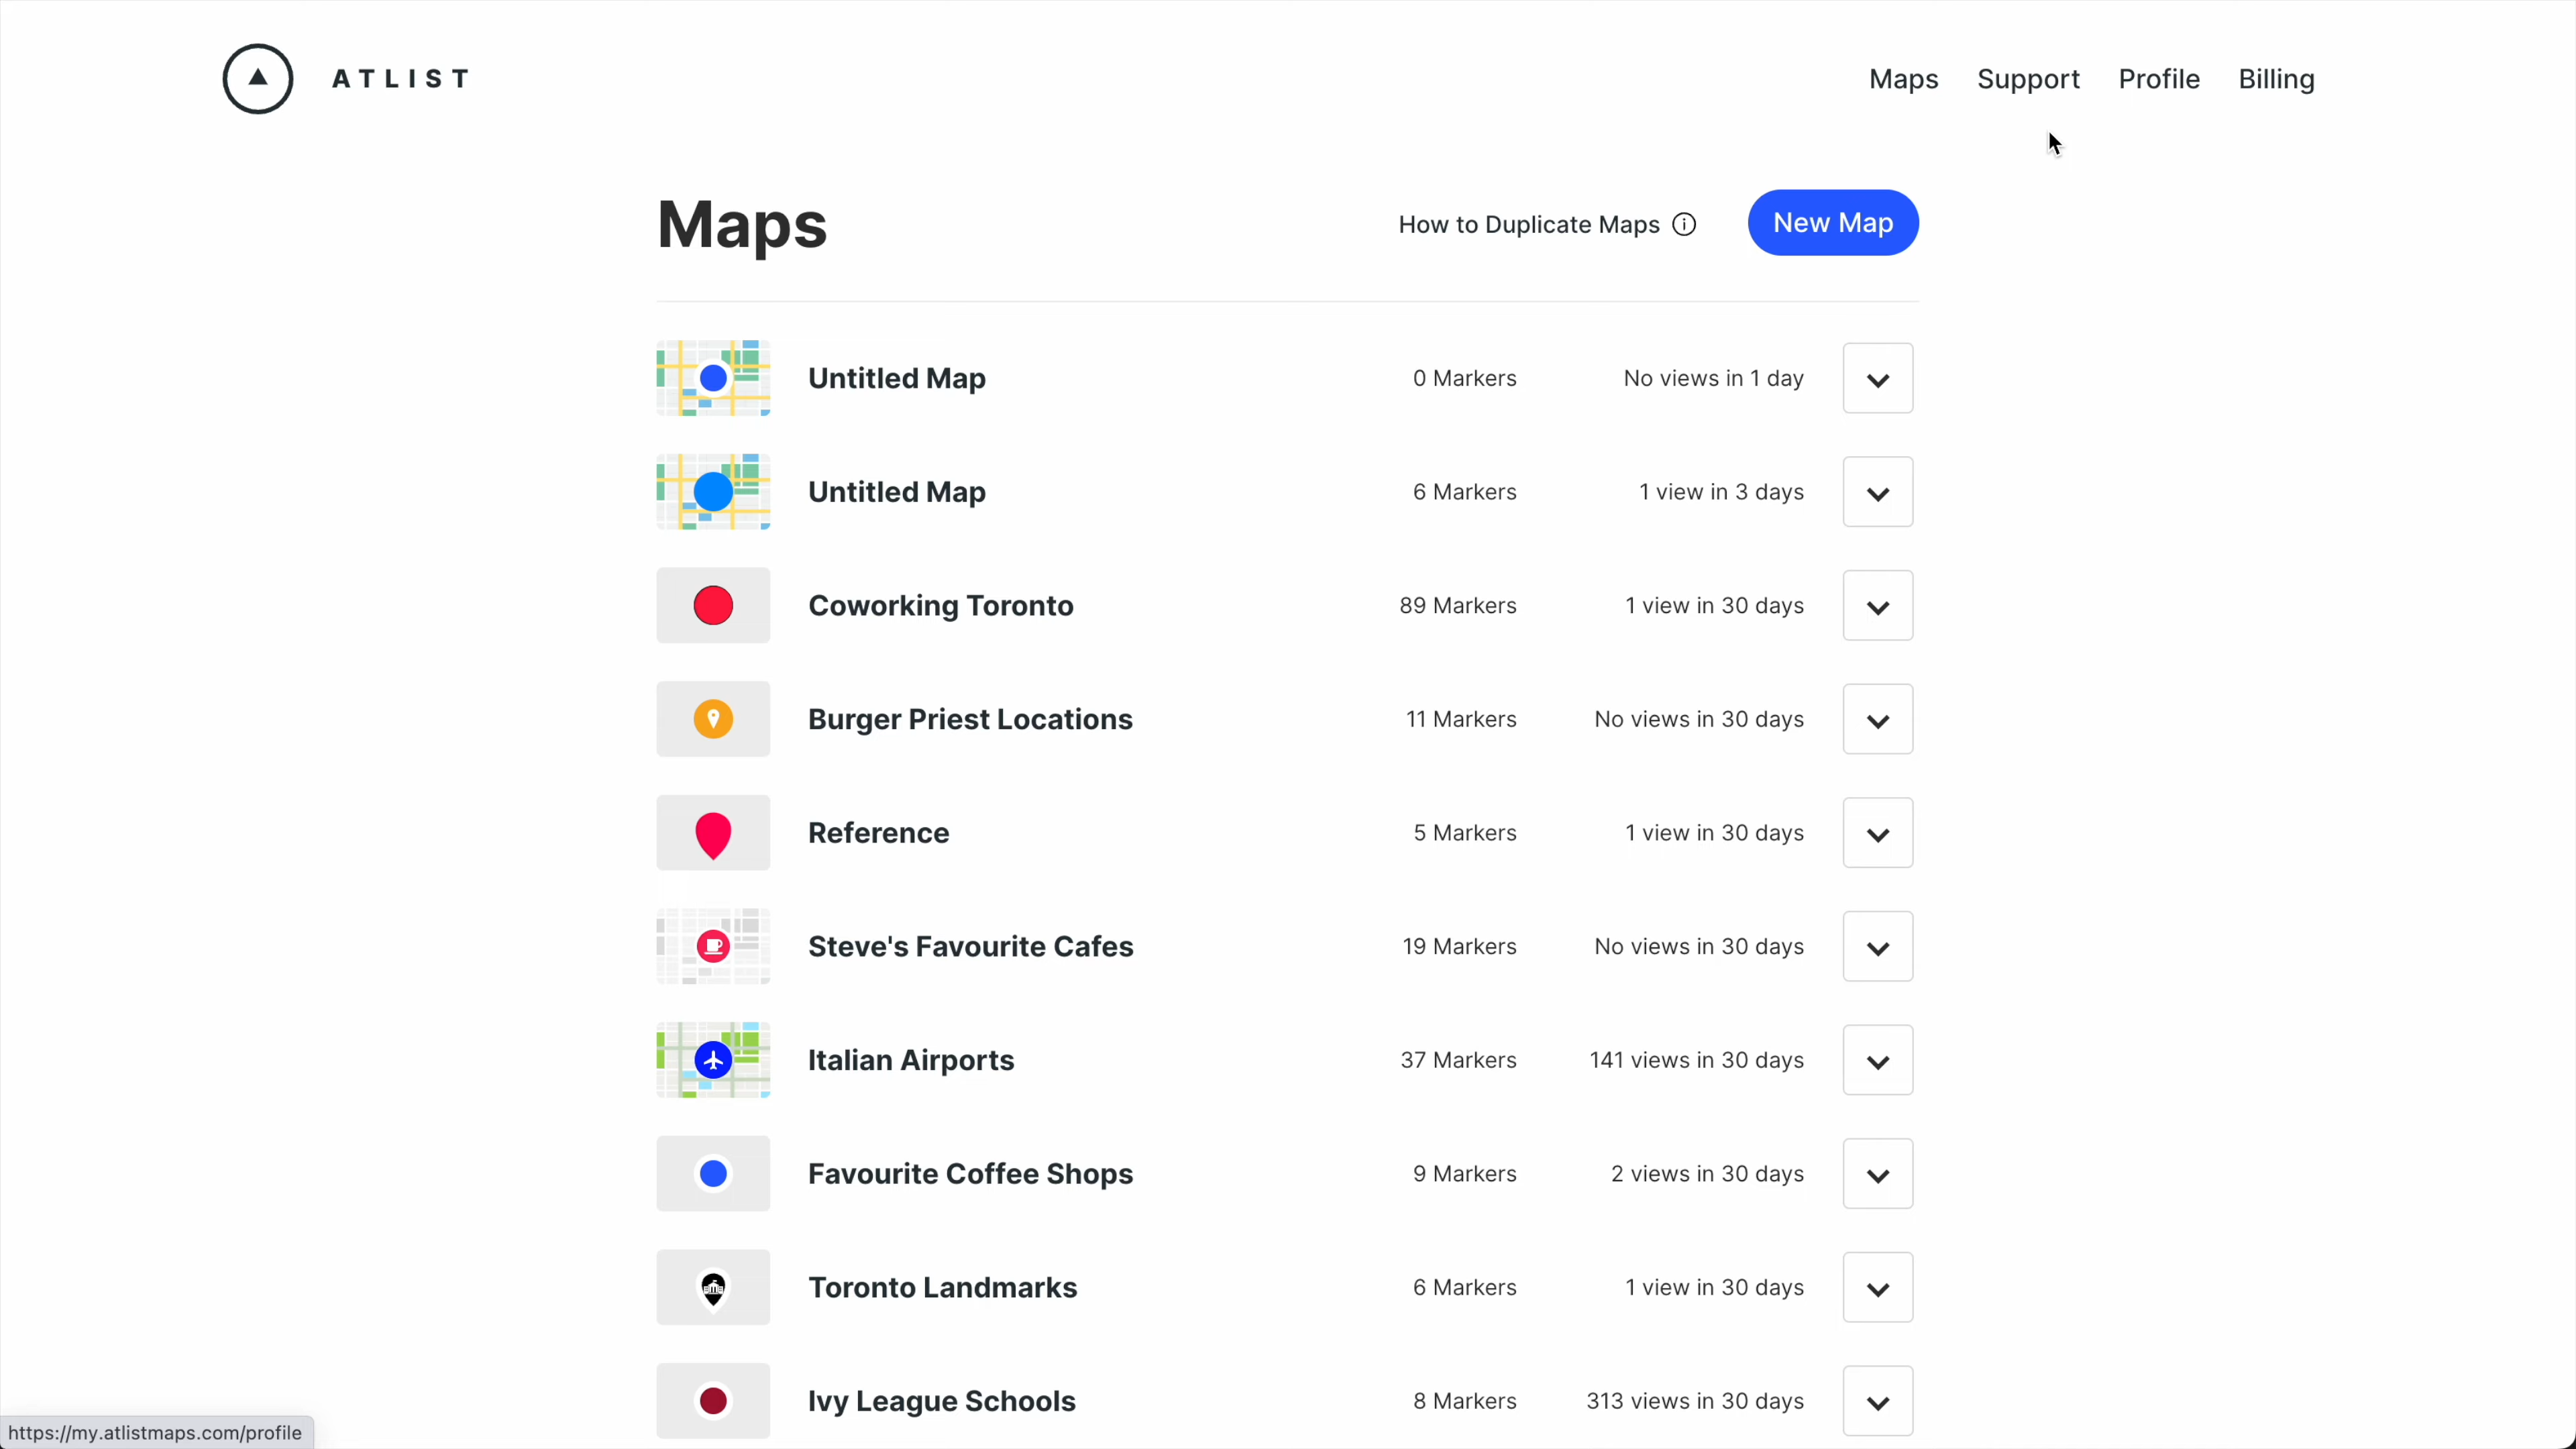 ATLIST
Maps Support Profile Billing
Maps
How to Duplicate Maps
New Map
Untitled Map 0 Markers No views in 1 day
Untitled Map 6 Markers 1 view in 3 days
Coworking Toronto 89 Markers 1 view in 30 days
Burger Priest Locations 11 Markers No views in 30 days
Reference 5 Markers 1 view in 30 days
Steve's Favourite Cafes 19 Markers No views in 30 days
Italian Airports 37 Markers 141 views in 30 days
Favourite Coffee Shops 9 Markers 2 views in 30 days
Toronto Landmarks 6 Markers 1 view in 30 days
Ivy League Schools 8 Markers 313 views in 30 days
https://my.atlistmaps.com/profile